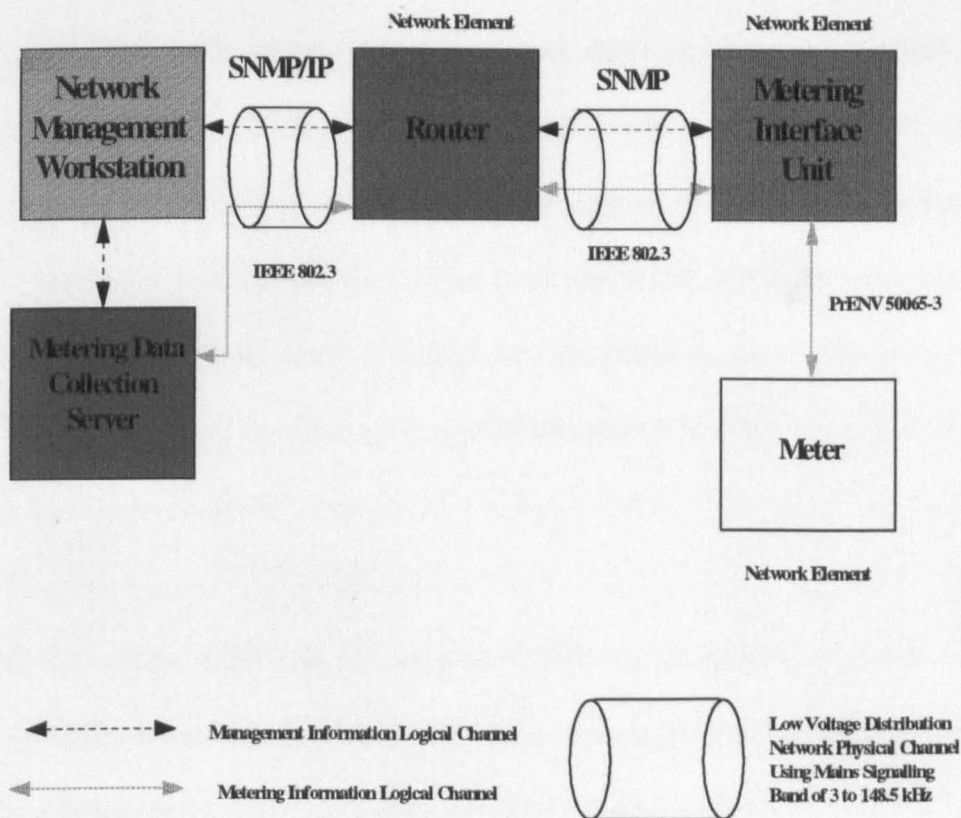 Network Element
Network Element
SNMP/IP
SNMP
Network
Management
Workstation
Router
Metering
Interface
Unit
IEEE 802.3
IEEE 802.3
PrENV 50065-3
Metering Data
Collection
Server
Meter
Network Element
Management Information Logical Channel
Metering Information Logical Channel
Low Voltage Distribution
Network Physical Channel
Using Mains Signalling
Band of 3 to 148.5 kHz